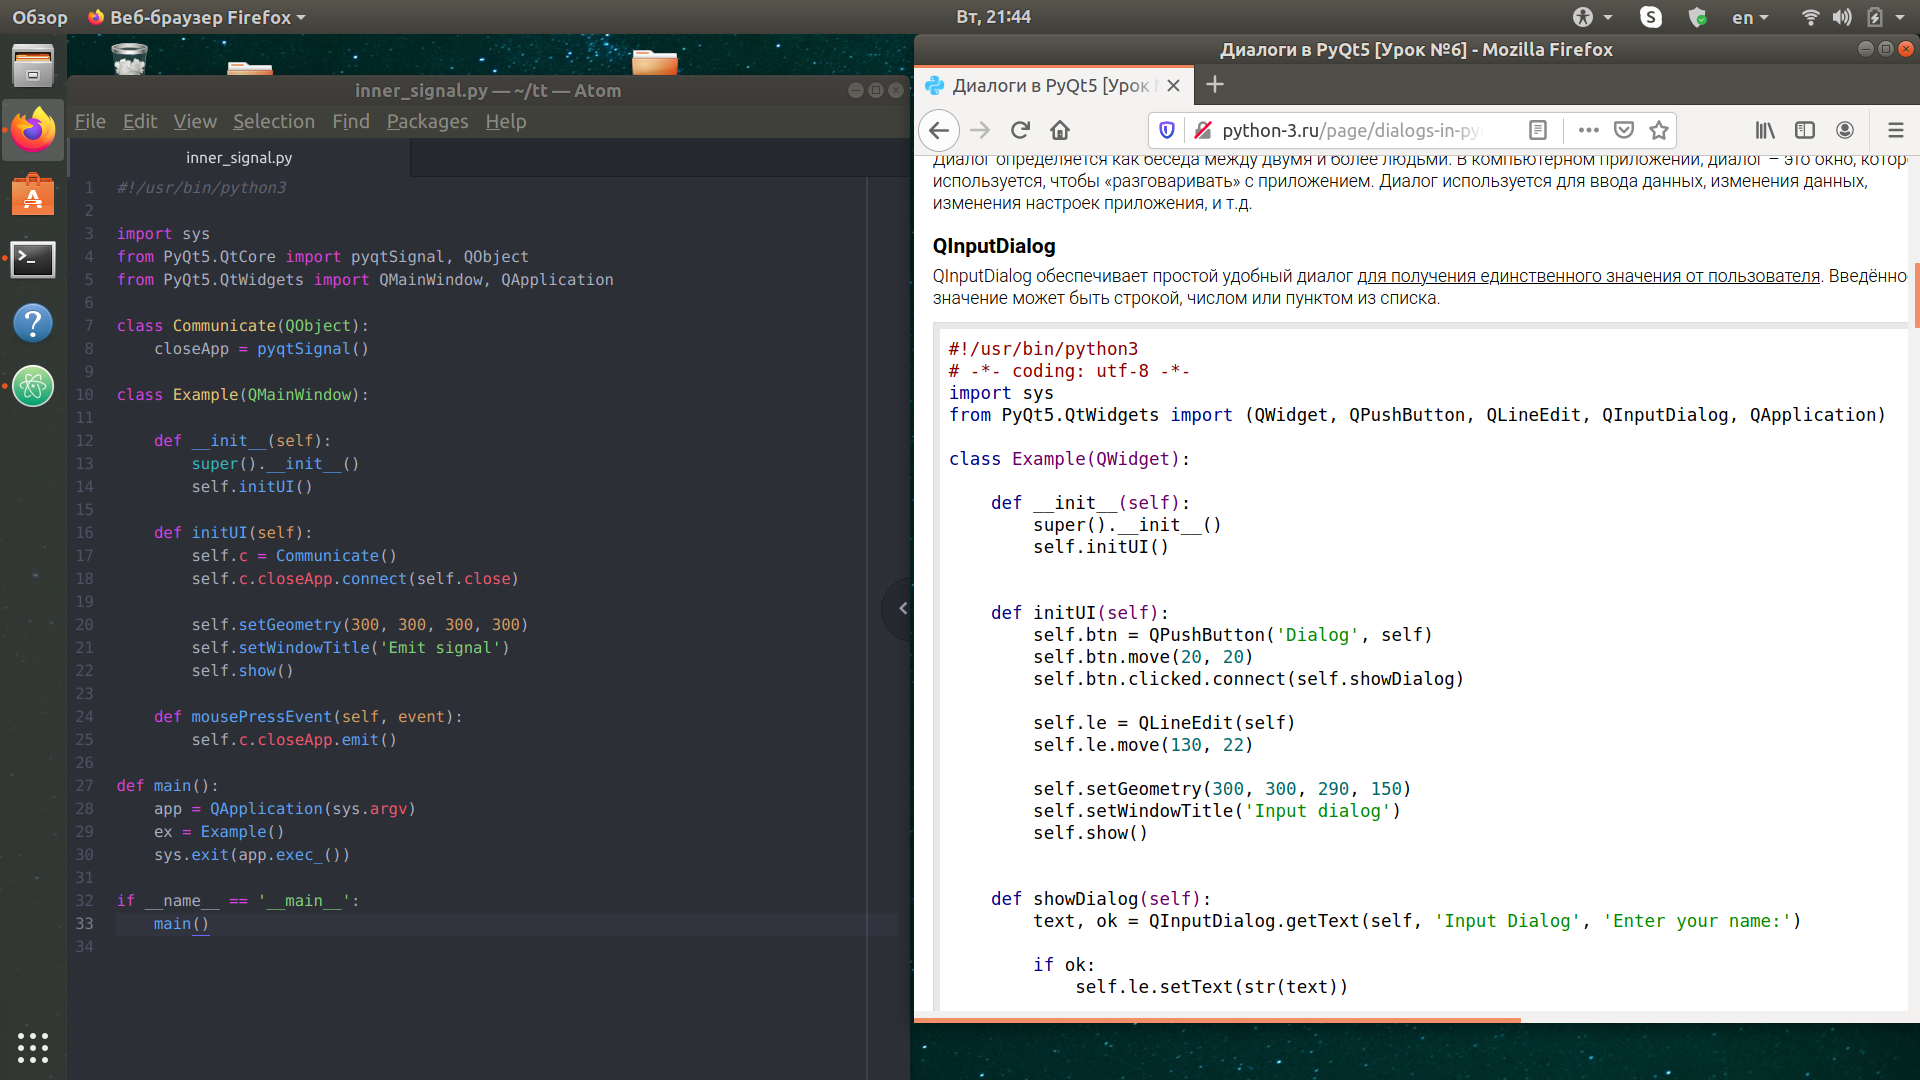 Обзор
Веб-браузер Firefox
Вт, 21:44
en
inner_signal.py — ~/tt — Atom
File Edit View Selection Find Packages Help
inner_signal.py
1 #!/usr/bin/python3
2
3 import sys
4 from PyQt5.QtCore import pyqtSignal, QObject
5 from PyQt5.QtWidgets import QMainWindow, QApplication
6
7 class Communicate(QObject):
8 closeApp = pyqtSignal()
9
10 class Example(QMainWindow):
11
12 def __init__(self):
13 super().__init__()
14 self.initUI()
15
16 def initUI(self):
17 self.c = Communicate()
18 self.c.closeApp.connect(self.close)
19
20 self.setGeometry(300, 300, 300, 300)
21 self.setWindowTitle('Emit signal')
22 self.show()
23
24 def mousePressEvent(self, event):
25 self.c.closeApp.emit()
26
27 def main():
28 app = QApplication(sys.argv)
29 ex = Example()
30 sys.exit(app.exec_())
31
32 if __name__ == '__main__':
33 main()
34
Диалоги в PyQt5 [Урок №6] - Mozilla Firefox
Диалоги в PyQt5 [Урок
python-3.ru/page/dialogs-in-py
Диалог определяется как беседа между двумя и более людьми. В компьютерном приложении, диалог – это окно, котор
используется, чтобы «разговаривать» с приложением. Диалог используется для ввода данных, изменения данных,
изменения настроек приложения, и т.д.
QInputDialog
QInputDialog обеспечивает простой удобный диалог для получения единственного значения от пользователя. Введённо
значение может быть строкой, числом или пунктом из списка.
#!/usr/bin/python3
# -*- coding: utf-8 -*-
import sys
from PyQt5.QtWidgets import (QWidget, QPushButton, QLineEdit, QInputDialog, QApplication)
class Example(QWidget):
def __init__(self):
super().__init__()
self.initUI()
def initUI(self):
self.btn = QPushButton('Dialog', self)
self.btn.move(20, 20)
self.btn.clicked.connect(self.showDialog)
self.le = QLineEdit(self)
self.le.move(130, 22)
self.setGeometry(300, 300, 290, 150)
self.setWindowTitle('Input dialog')
self.show()
def showDialog(self):
text, ok = QInputDialog.getText(self, 'Input Dialog', 'Enter your name:')
if ok:
self.le.setText(str(text))